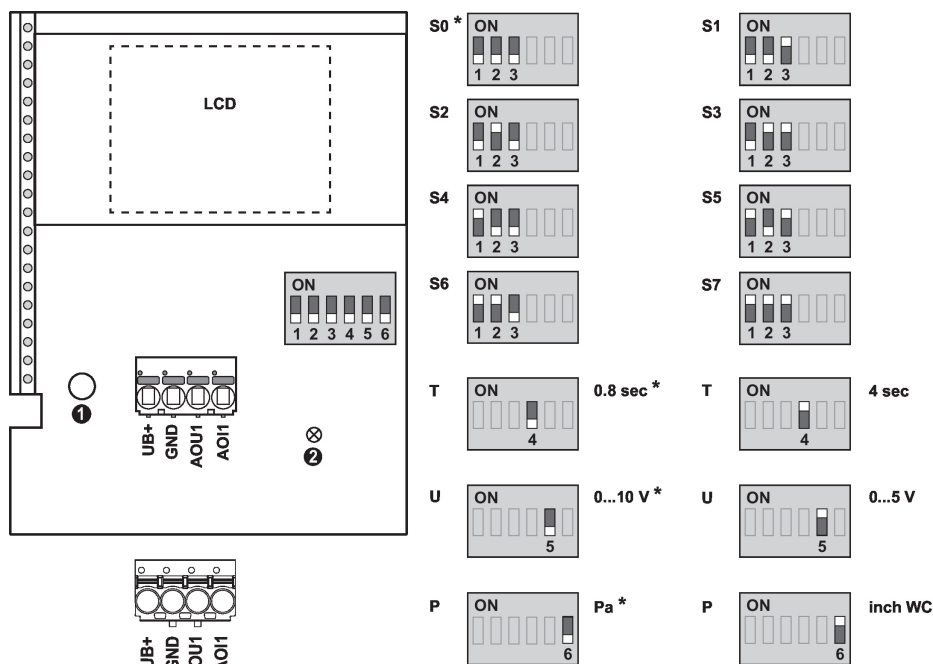 LCD
ON
1 2 3 4 5 6
1
UB+
GND
AOU1
AOI1
2
UB+
GND
AOI1
S0 *
ON
1 2 3
S1
ON
1 2 3
S2
ON
1 2 3
S3
ON
1 2 3
S4
ON
1 2 3
S5
ON
1 2 3
S6
ON
1 2 3
S7
ON
1 2 3
T
ON
4
0.8 sec *
T
ON
4
4 sec
U
ON
5
0...10 V *
U
ON
5
0...5 V
P
ON
6
Pa *
P
ON
6
inch WC